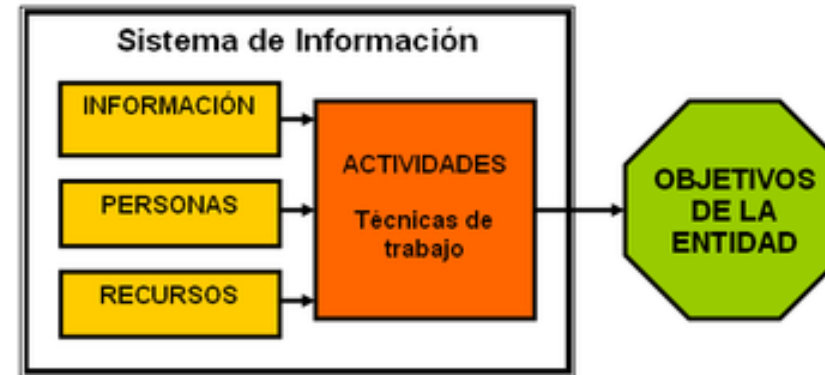 Sistema de Información
INFORMACIÓN
PERSONAS
RECURSOS
ACTIVIDADES
Técnicas de
trabajo
OBJETIVOS
DE LA
ENTIDAD